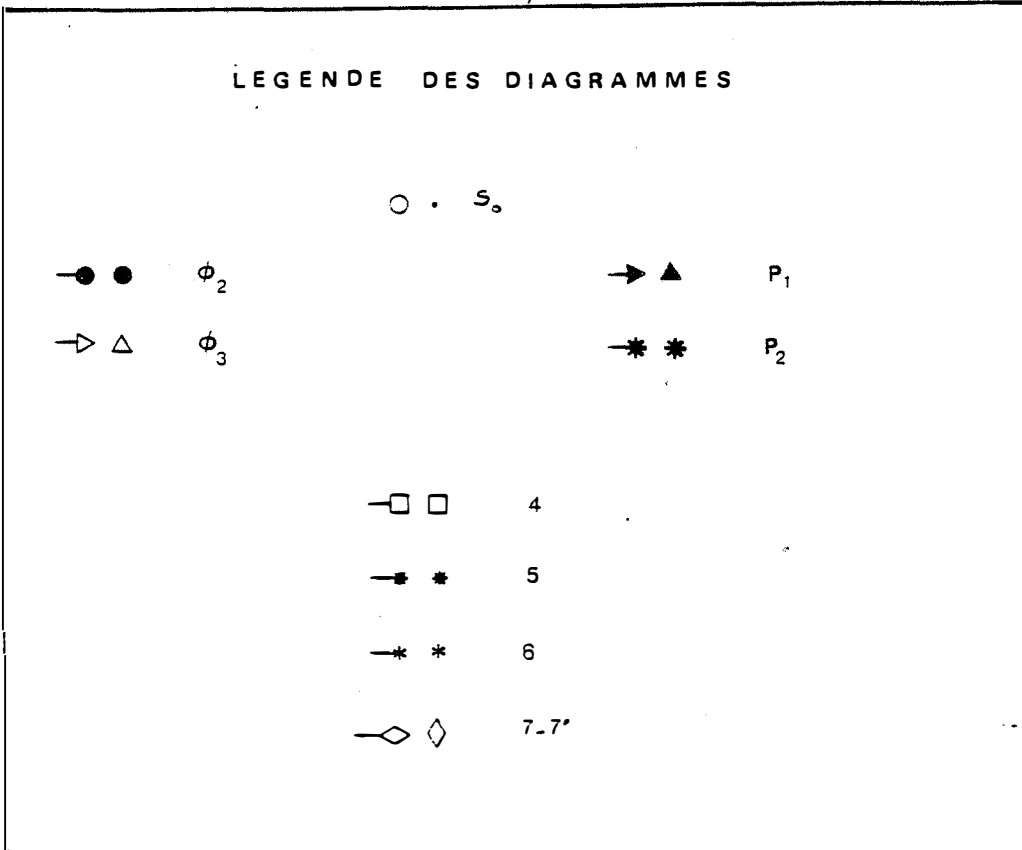 LEGENDE DES DIAGRAMMES
S₀
ϕ₂ P₁
ϕ₃ P₂
4
5
6
7-7'